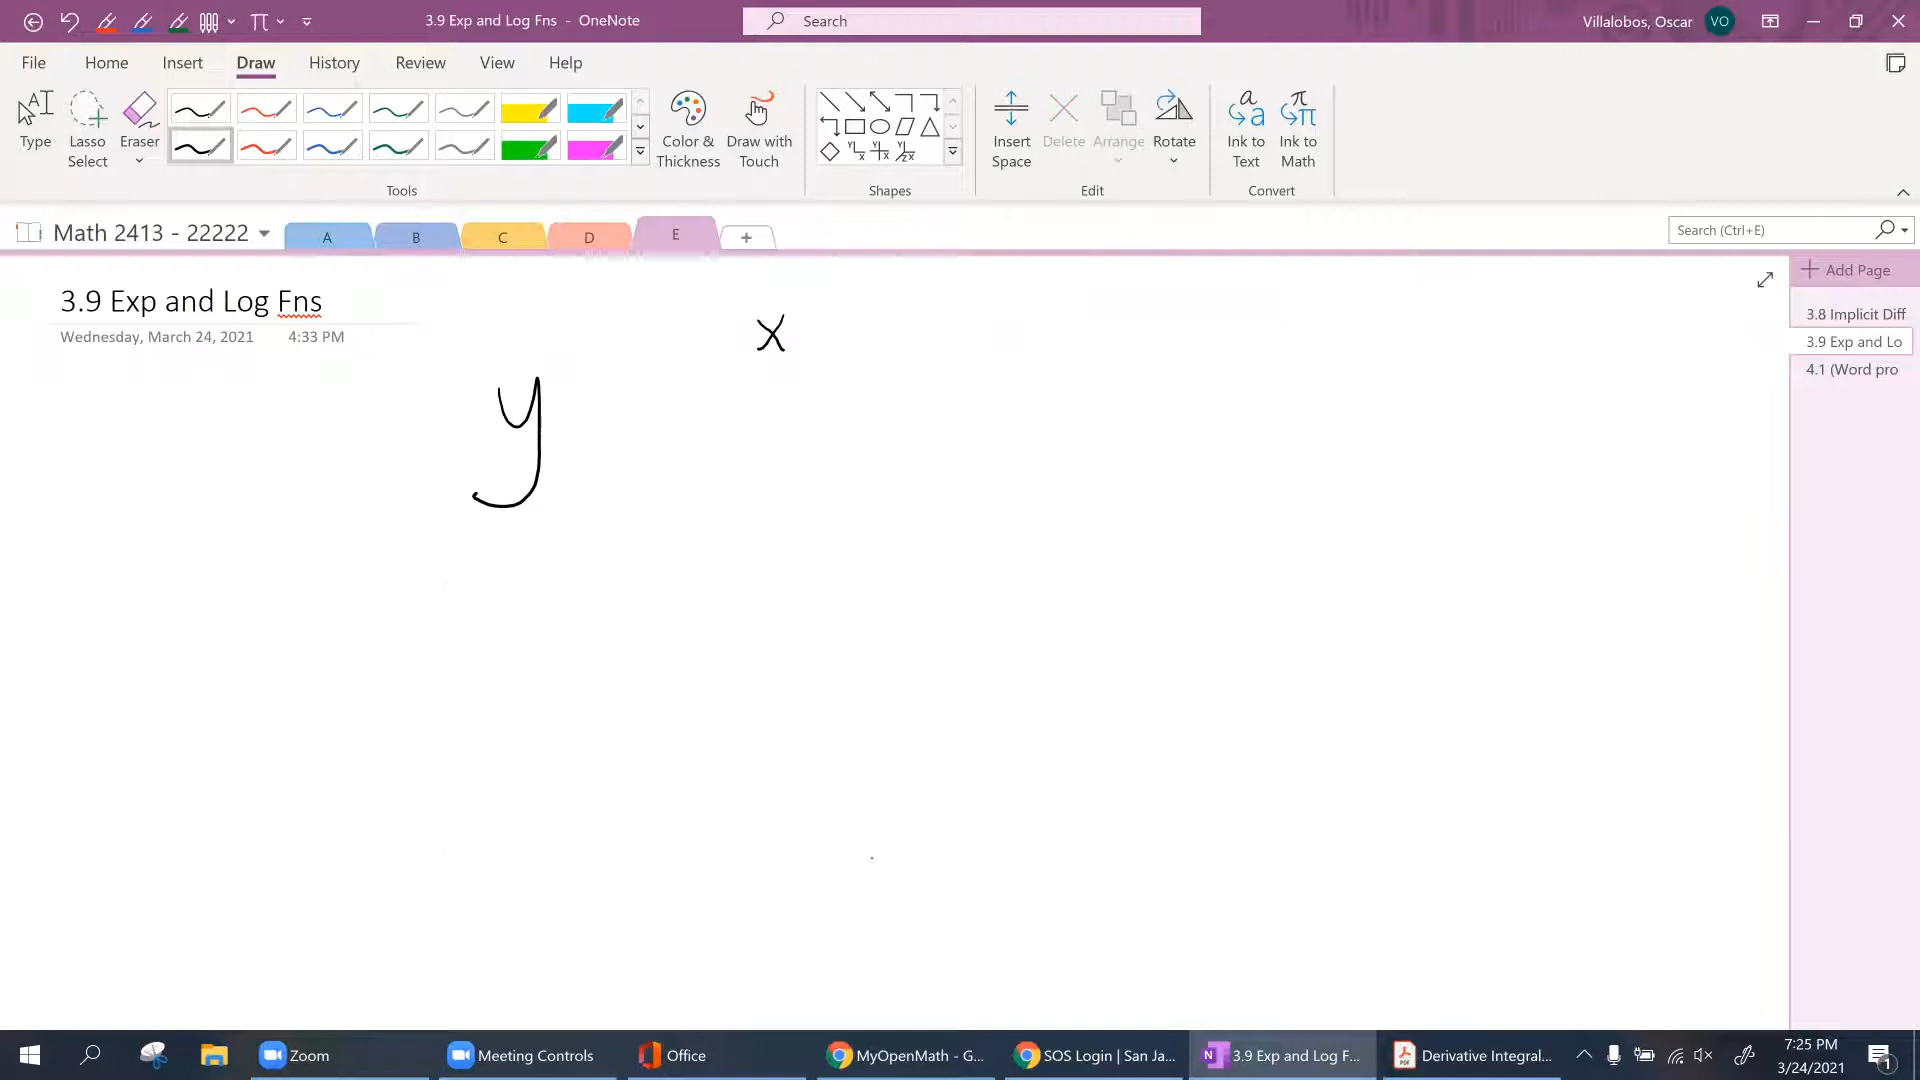 3.9 Exp and Log Fns - OneNote
Search
Villalobos, Oscar
VO
File Home Insert Draw History Review View Help
Type
Lasso Select
Eraser
Color & Thickness
Draw with Touch
Insert Space
Delete
Arrange
Rotate
Ink to Text
Ink to Math
Tools
Shapes
Edit
Convert
Math 2413 - 22222
A B C D E
Search (Ctrl+E)
Add Page
3.9 Exp and Log Fns
Wednesday, March 24, 2021 4:33 PM
3.8 Implicit Diff
3.9 Exp and Lo
4.1 (Word pro
x
y
Zoom
Meeting Controls
Office
MyOpenMath - G...
SOS Login | San Ja...
3.9 Exp and Log F...
Derivative Integral...
7:25 PM
3/24/2021
1